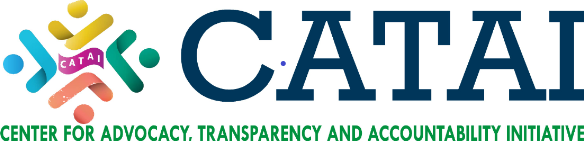 CATAI
CATAI
CENTER FOR ADVOCACY, TRANSPARENCY AND ACCOUNTABILITY INITIATIVE